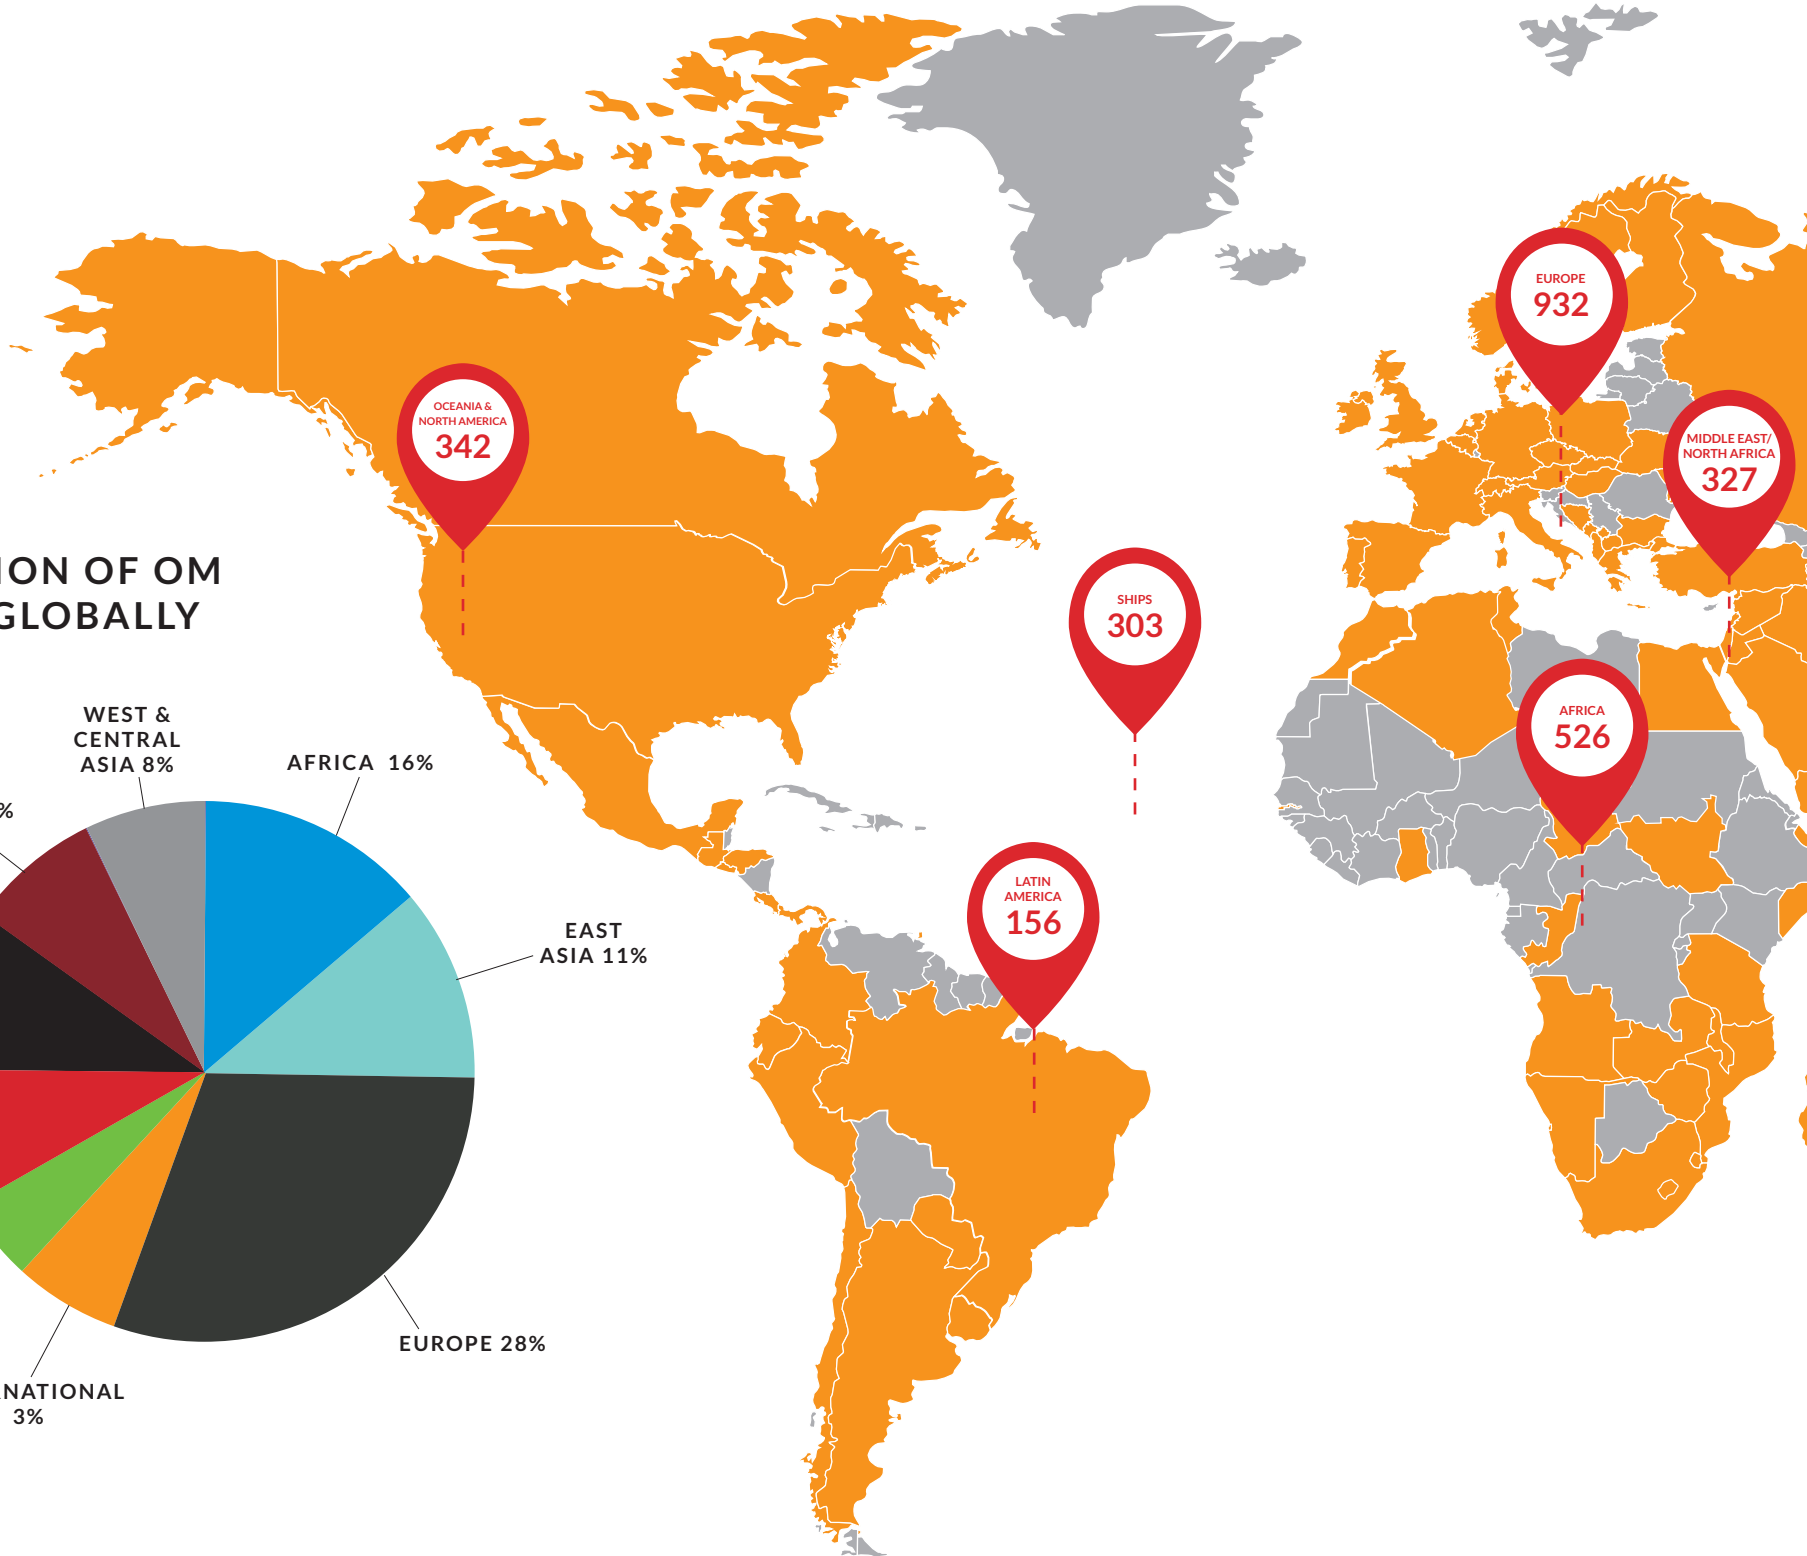 EUROPE
932
OCEANIA &
NORTH AMERICA
342
MIDDLE EAST/
NORTH AFRICA
327
ION OF OM
GLOBALLY
SHIPS
303
AFRICA
526
WEST &
CENTRAL
ASIA 8%
AFRICA 16%
%
LATIN
AMERICA
156
EAST
ASIA 11%
EUROPE 28%
NATIONAL
3%